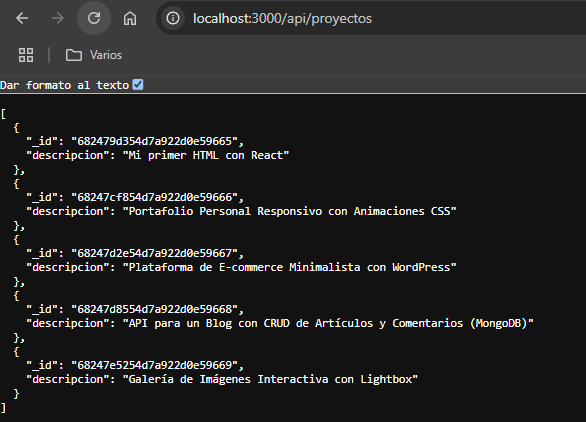 localhost:3000/api/proyectos
Varios
Dar formato al texto
[
  {
    "_id": "682479d354d7a922d0e59665",
    "descripcion": "Mi primer HTML con React"
  },
  {
    "_id": "68247cf854d7a922d0e59666",
    "descripcion": "Portafolio Personal Responsivo con Animaciones CSS"
  },
  {
    "_id": "68247d2e54d7a922d0e59667",
    "descripcion": "Plataforma de E-commerce Minimalista con WordPress"
  },
  {
    "_id": "68247d8554d7a922d0e59668",
    "descripcion": "API para un Blog con CRUD de Artículos y Comentarios (MongoDB)"
  },
  {
    "_id": "68247e5254d7a922d0e59669",
    "descripcion": "Galería de Imágenes Interactiva con Lightbox"
  }
]